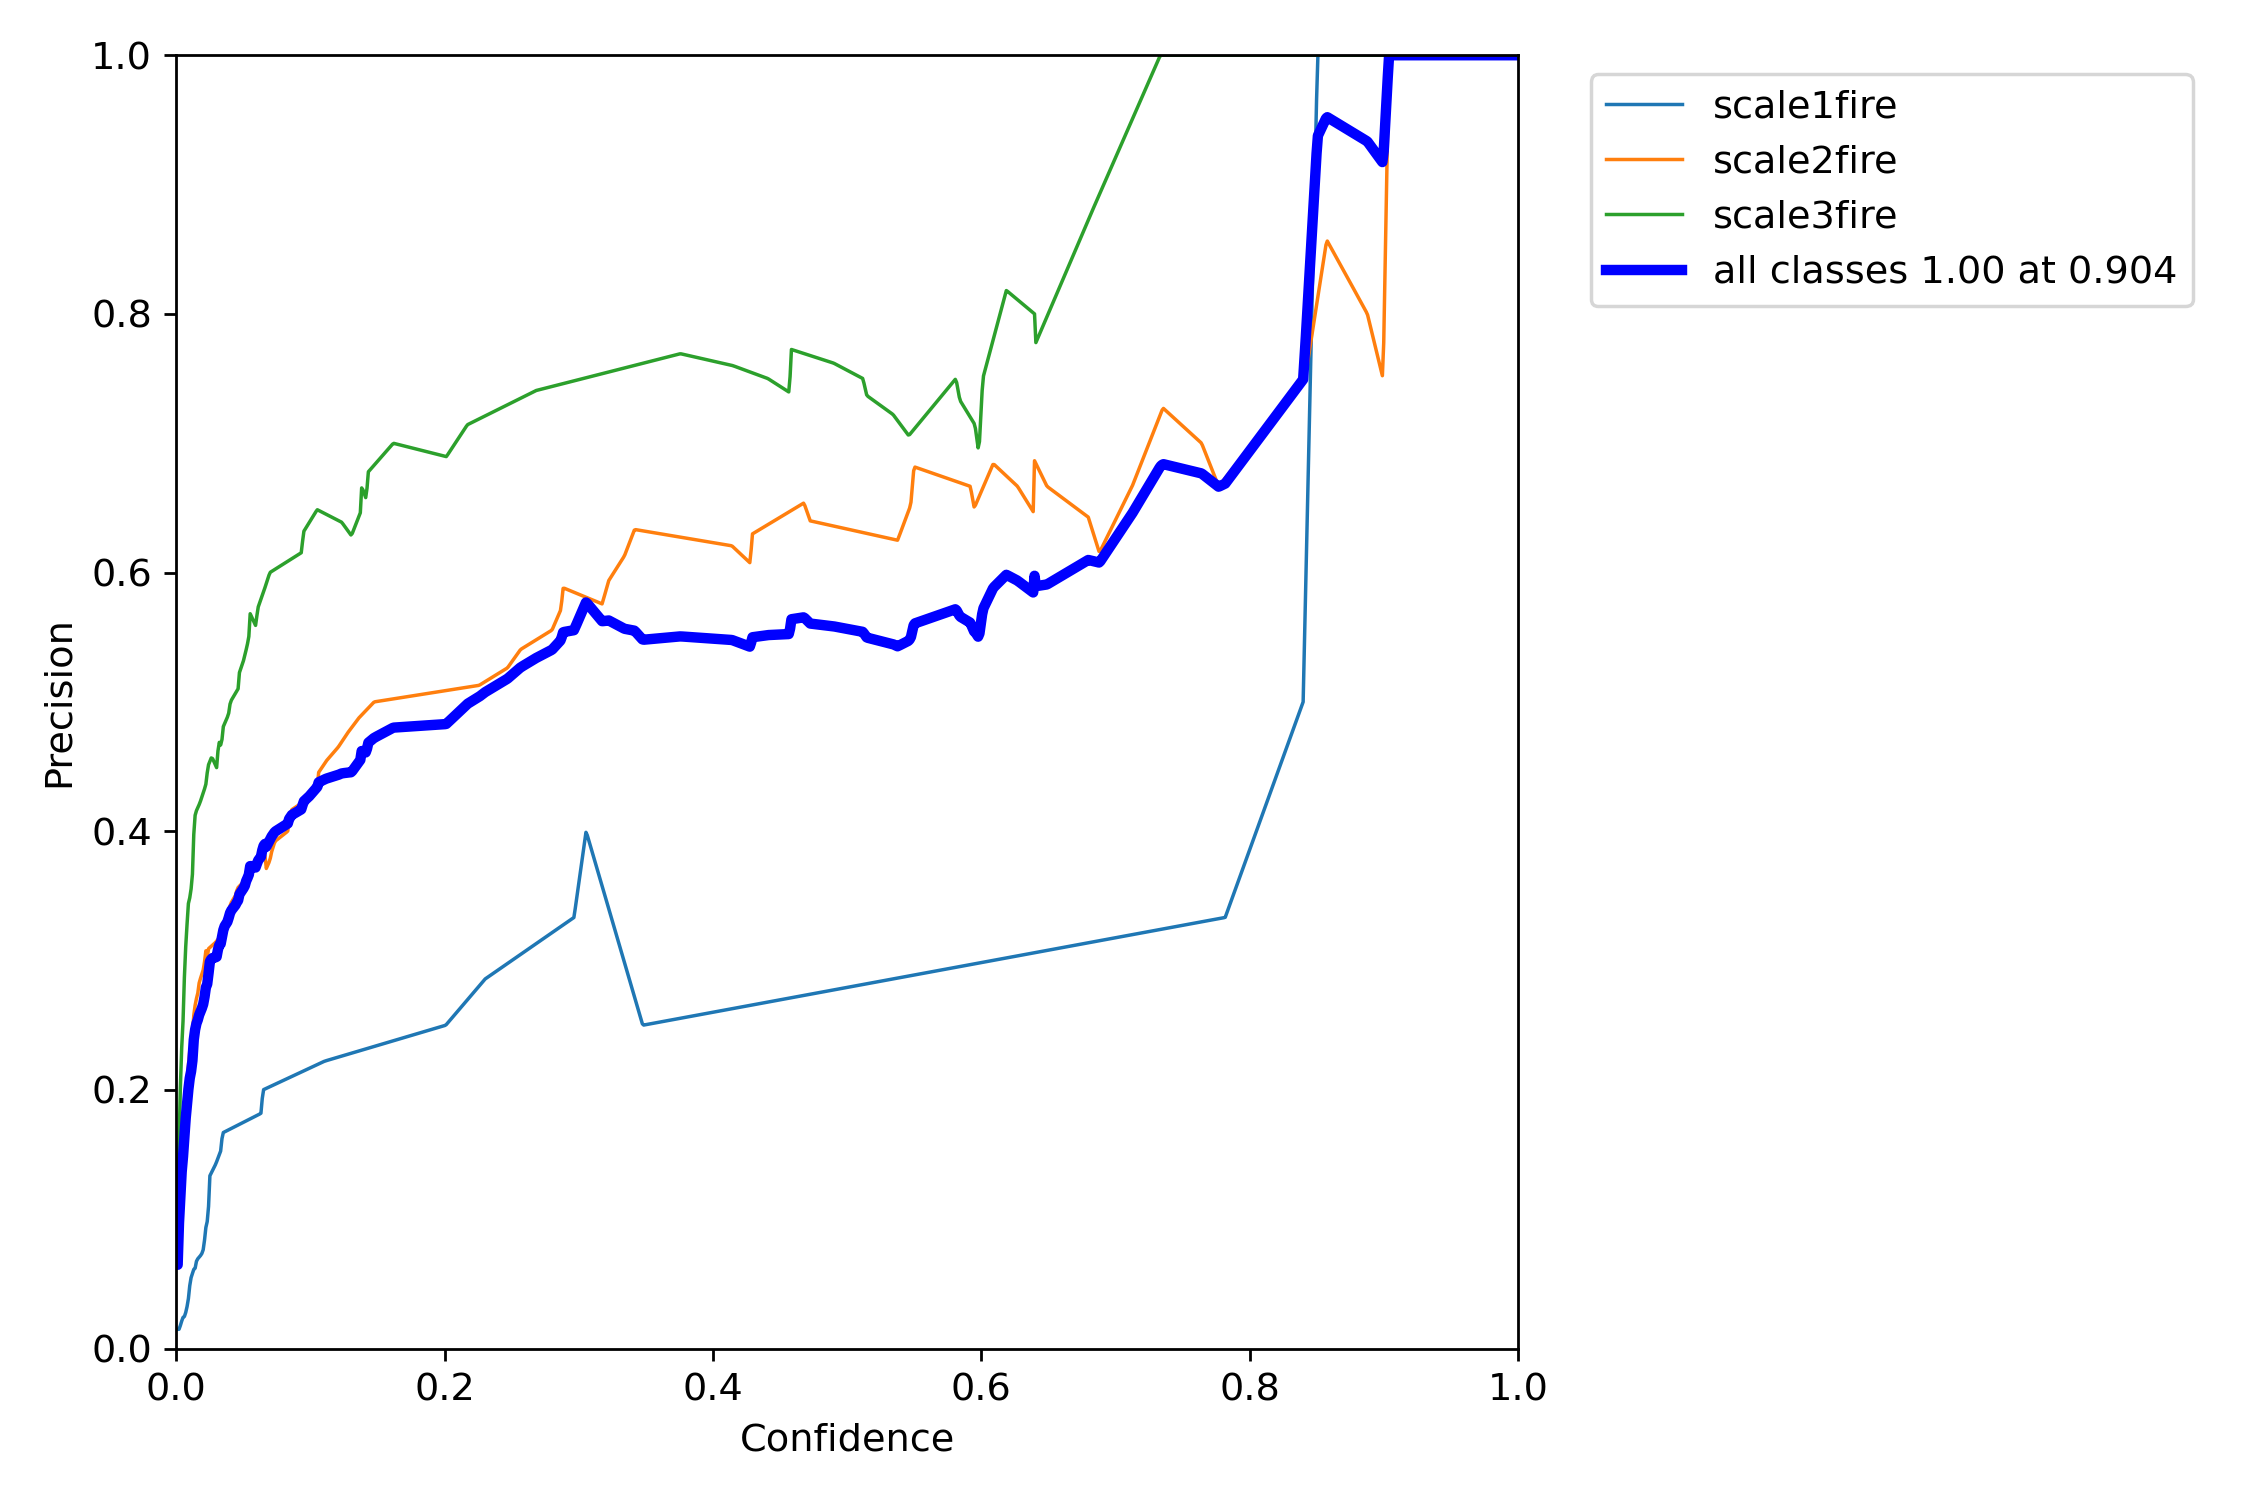 1.0
0.8
0.6
0.4
0.2
0.0
Precision
0.0 0.2 0.4 0.6 0.8 1.0
Confidence
scale1fire
scale2fire
scale3fire
all classes 1.00 at 0.904